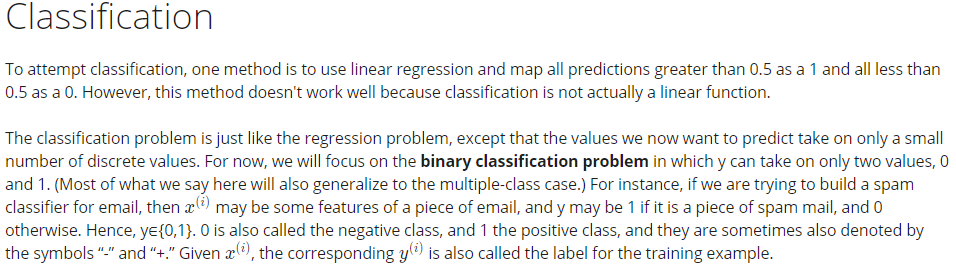 Classification
To attempt classification, one method is to use linear regression and map all predictions greater than 0.5 as a 1 and all less than
0.5 as a 0. However, this method doesn't work well because classification is not actually a linear function.
The classification problem is just like the regression problem, except that the values we now want to predict take on only a small
number of discrete values. For now, we will focus on the binary classification problem in which y can take on only two values, 0
and 1. (Most of what we say here will also generalize to the multiple-class case.) For instance, if we are trying to build a spam
classifier for email, then x⁽ⁱ⁾ may be some features of a piece of email, and y may be 1 if it is a piece of spam mail, and 0
otherwise. Hence, y∈{0,1}. 0 is also called the negative class, and 1 the positive class, and they are sometimes also denoted by
the symbols “-” and “+.” Given x⁽ⁱ⁾, the corresponding y⁽ⁱ⁾ is also called the label for the training example.